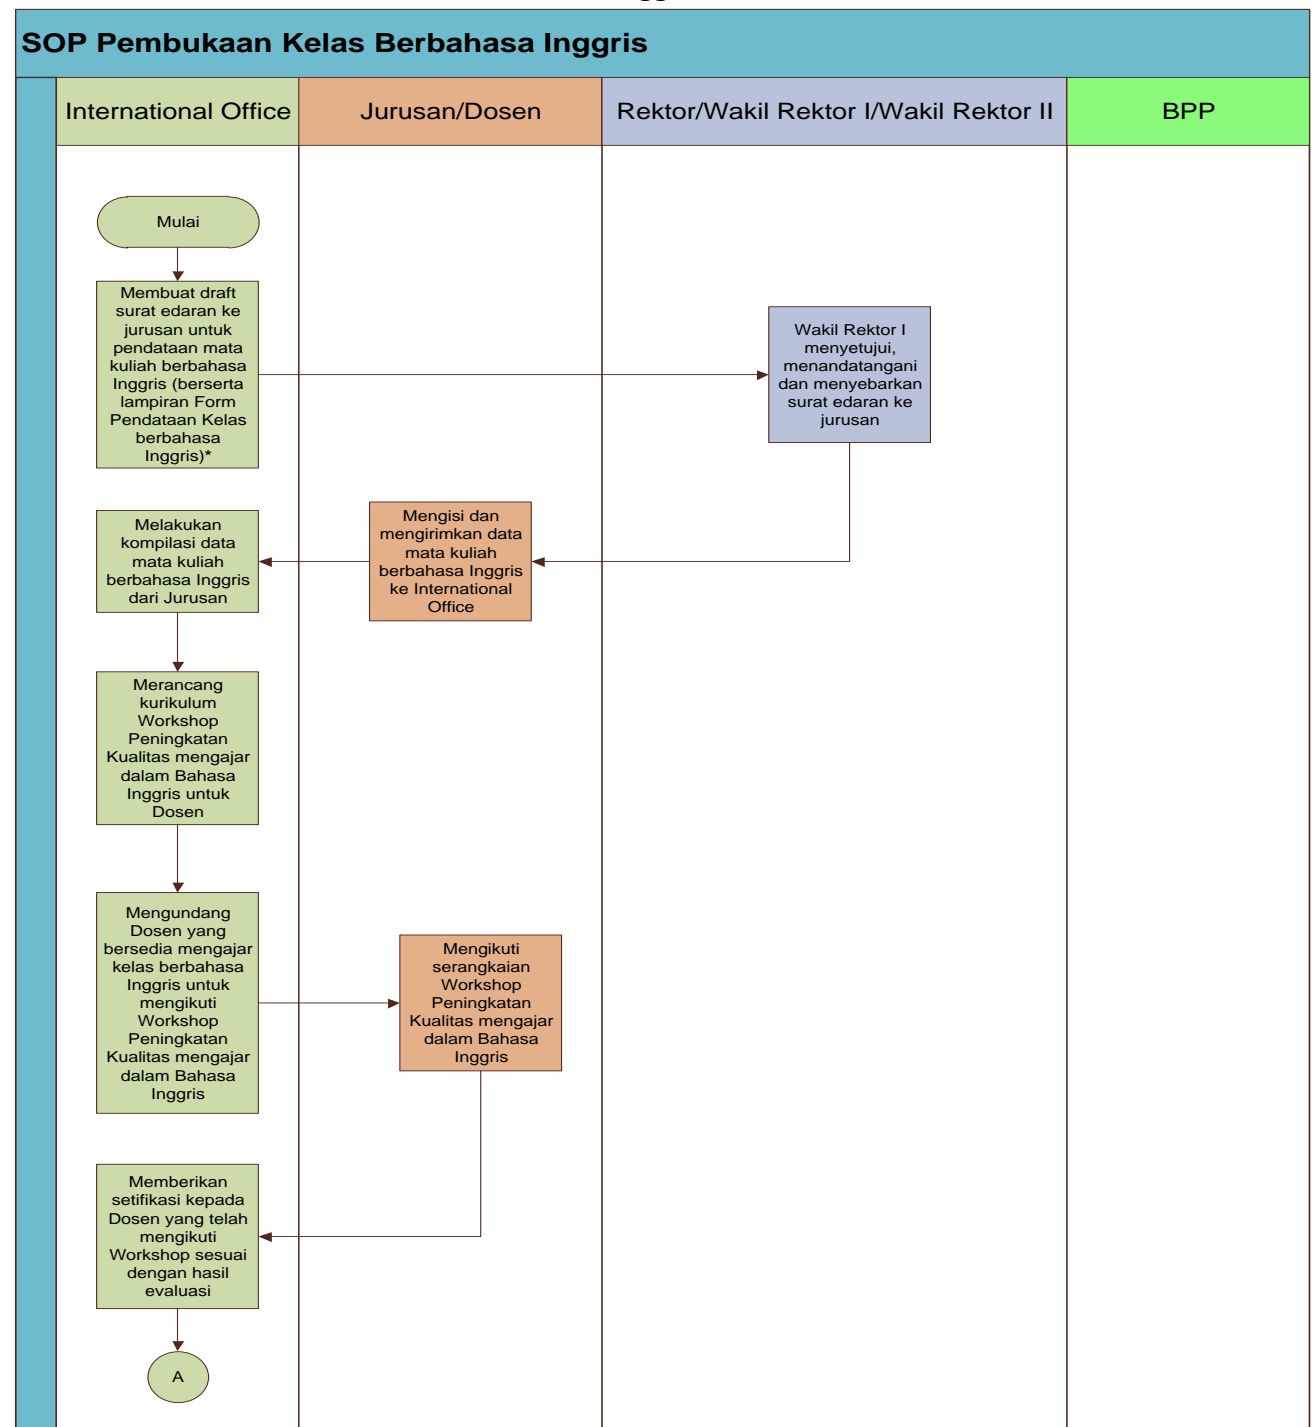 SOP Pembukaan Kelas Berbahasa Inggris
International Office
Jurusan/Dosen
Rektor/Wakil Rektor I/Wakil Rektor II
BPP
Mulai
Membuat draft
surat edaran ke
jurusan untuk
pendataan mata
kuliah berbahasa
Inggris (berserta
lampiran Form
Pendataan Kelas
berbahasa
Inggris)*
Wakil Rektor I
menyetujui,
menandatangani
dan menyebarkan
surat edaran ke
jurusan
Mengisi dan
mengirimkan data
mata kuliah
berbahasa Inggris
ke International
Office
Melakukan
kompilasi data
mata kuliah
berbahasa Inggris
dari Jurusan
Merancang
kurikulum
Workshop
Peningkatan
Kualitas mengajar
dalam Bahasa
Inggris untuk
Dosen
Mengundang
Dosen yang
bersedia mengajar
kelas berbahasa
Inggris untuk
mengikuti
Workshop
Peningkatan
Kualitas mengajar
dalam Bahasa
Inggris
Mengikuti
serangkaian
Workshop
Peningkatan
Kualitas mengajar
dalam Bahasa
Inggris
Memberikan
setifikasi kepada
Dosen yang telah
mengikuti
Workshop sesuai
dengan hasil
evaluasi
A